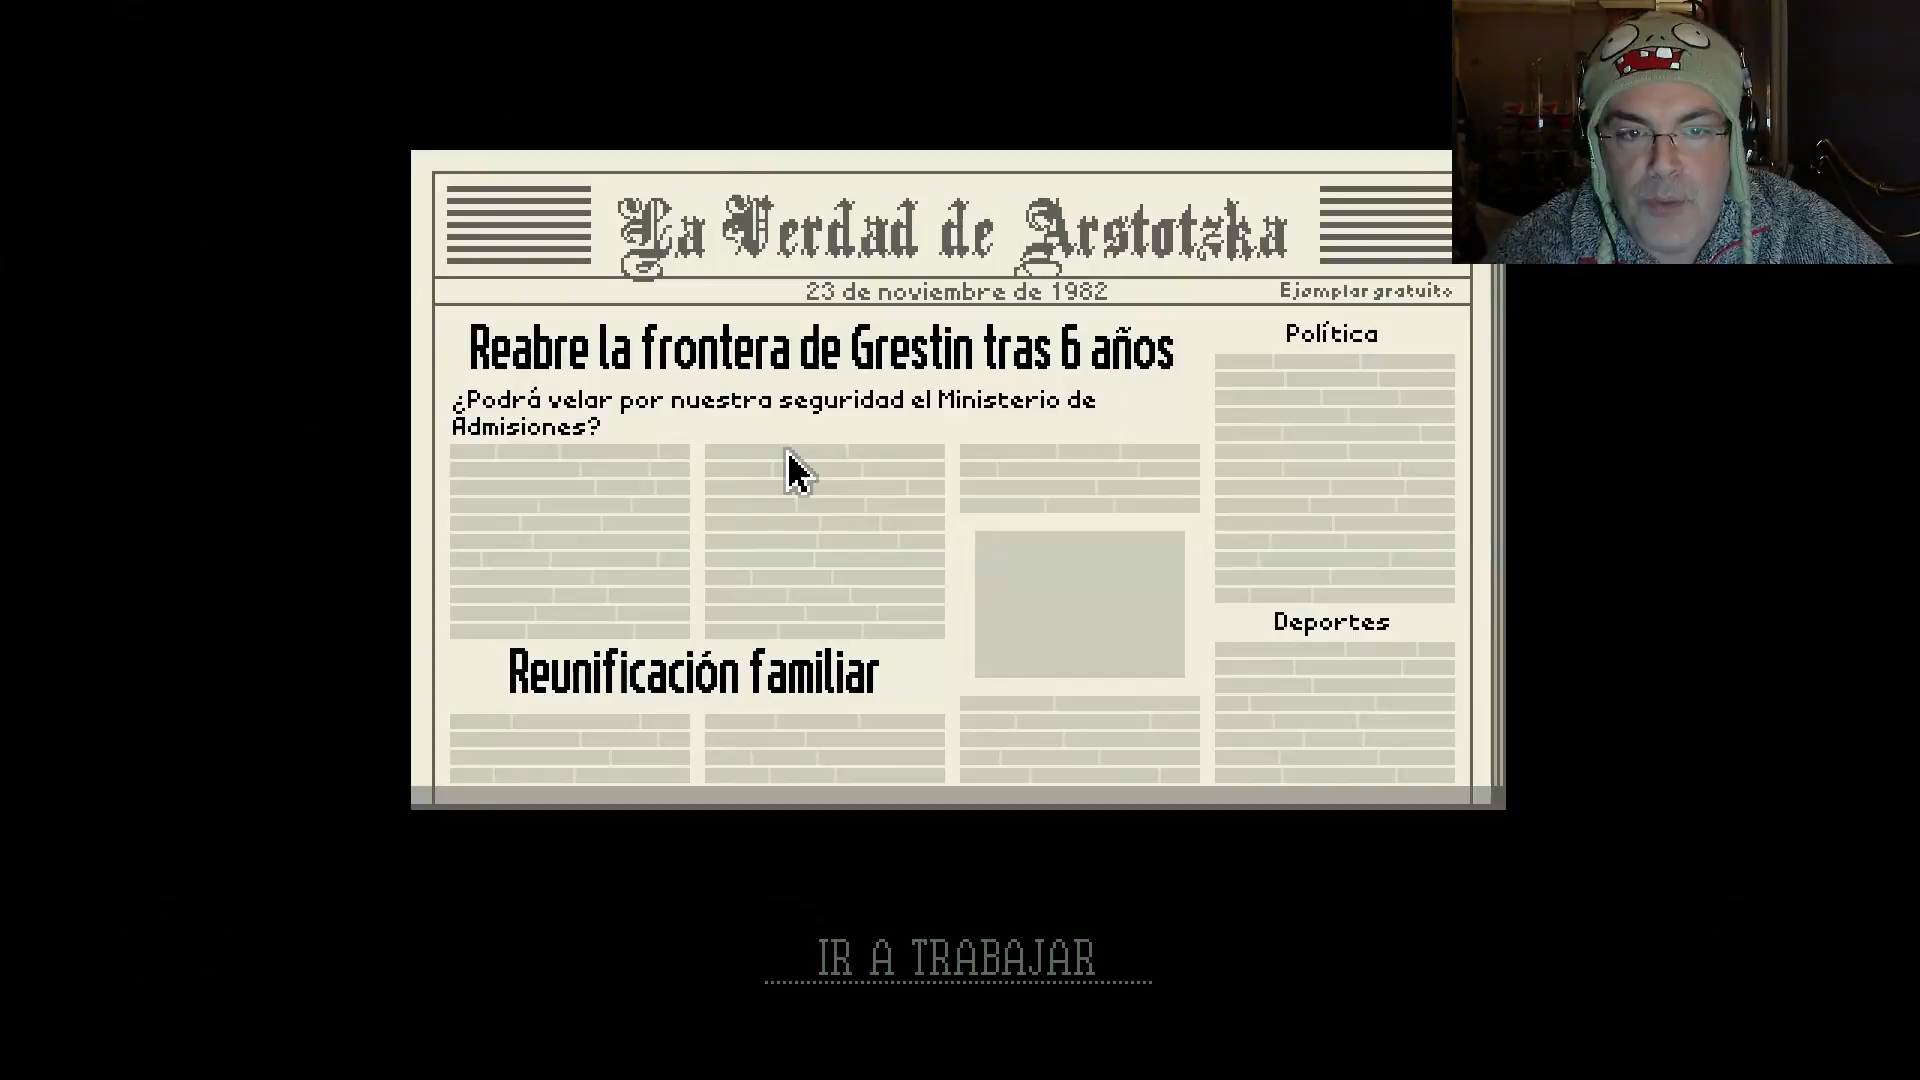 La Verdad de Arstotzka
23 de noviembre de 1982
Ejemplar gratuito
Reabre la frontera de Grestin tras 6 años
¿Podrá velar por nuestra seguridad el Ministerio de
Admisiones?
Reunificación familiar
Política
Deportes
IR A TRABAJAR